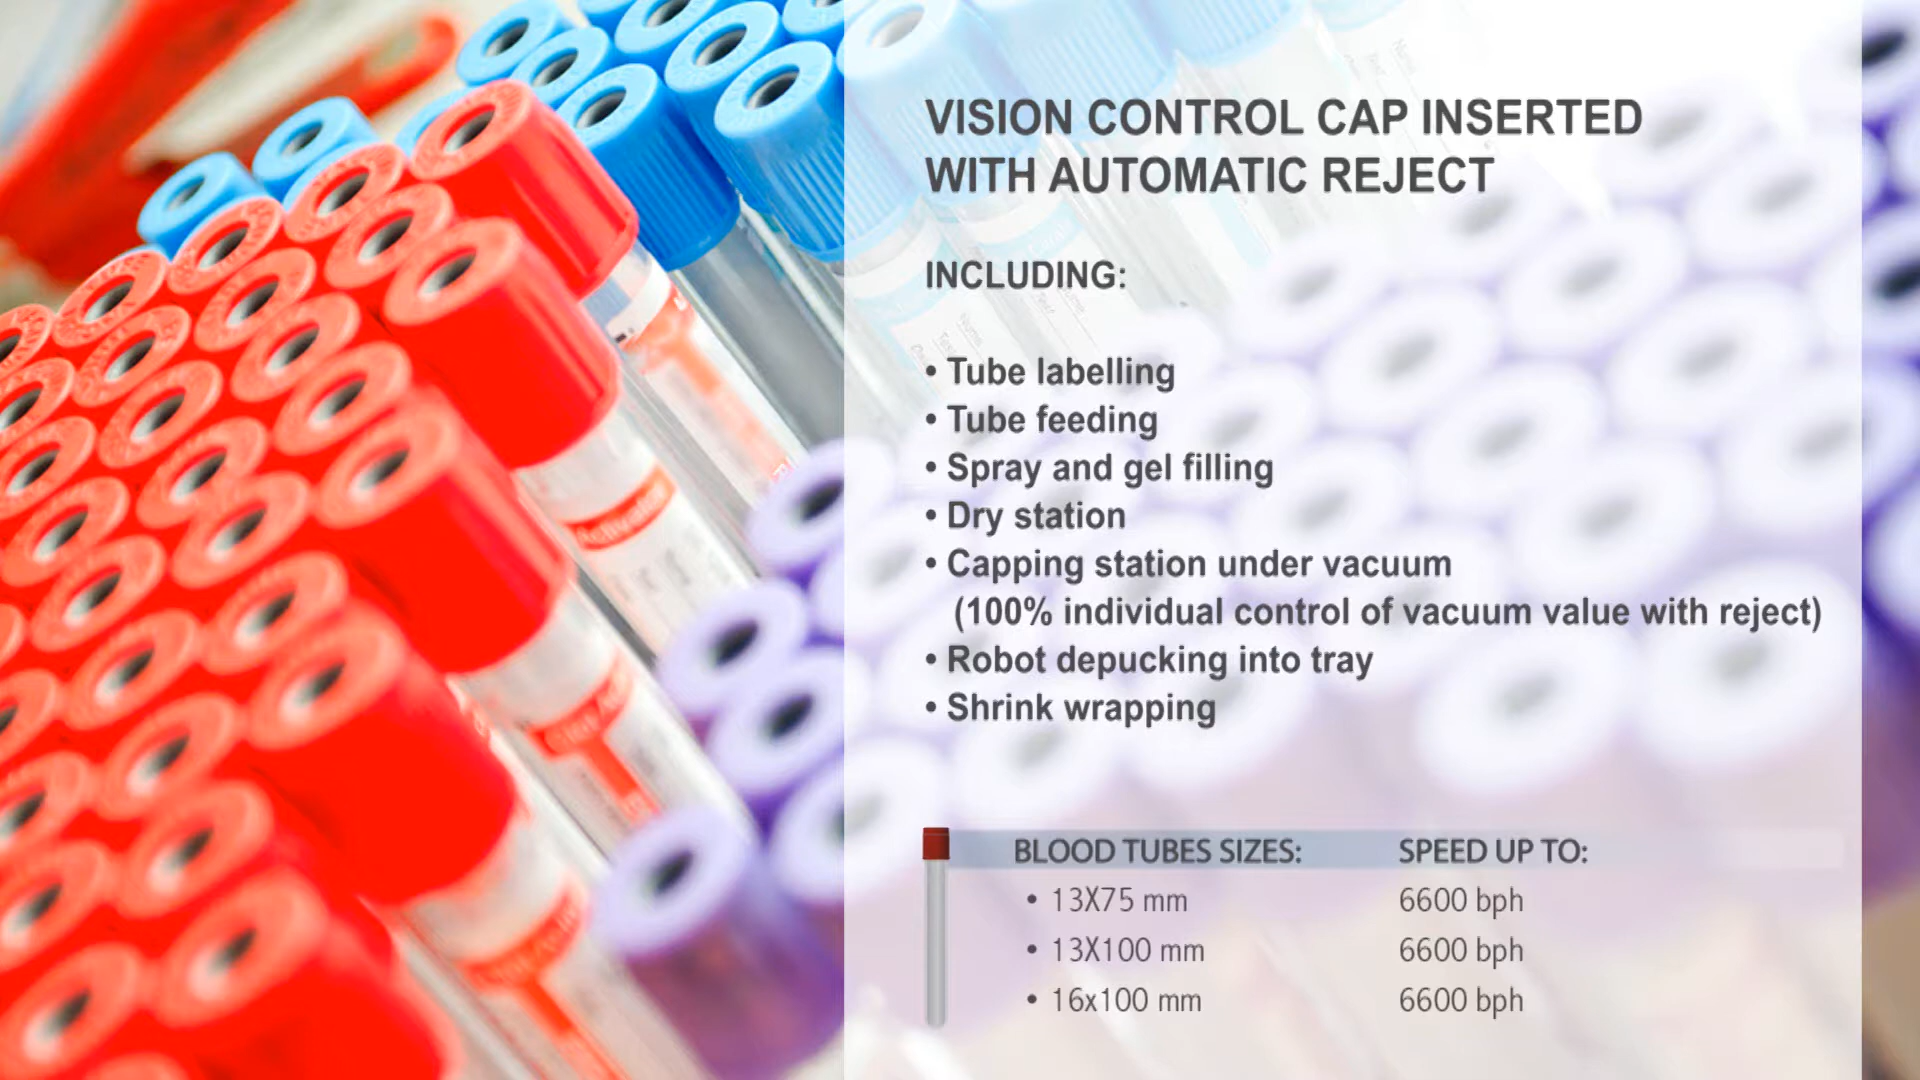 VISION CONTROL CAP INSERTED
WITH AUTOMATIC REJECT
INCLUDING:
• Tube labelling
• Tube feeding
• Spray and gel filling
• Dry station
• Capping station under vacuum
(100% individual control of vacuum value with reject)
• Robot depucking into tray
• Shrink wrapping
BLOOD TUBES SIZES: SPEED UP TO:
• 13X75 mm 6600 bph
• 13X100 mm 6600 bph
• 16x100 mm 6600 bph